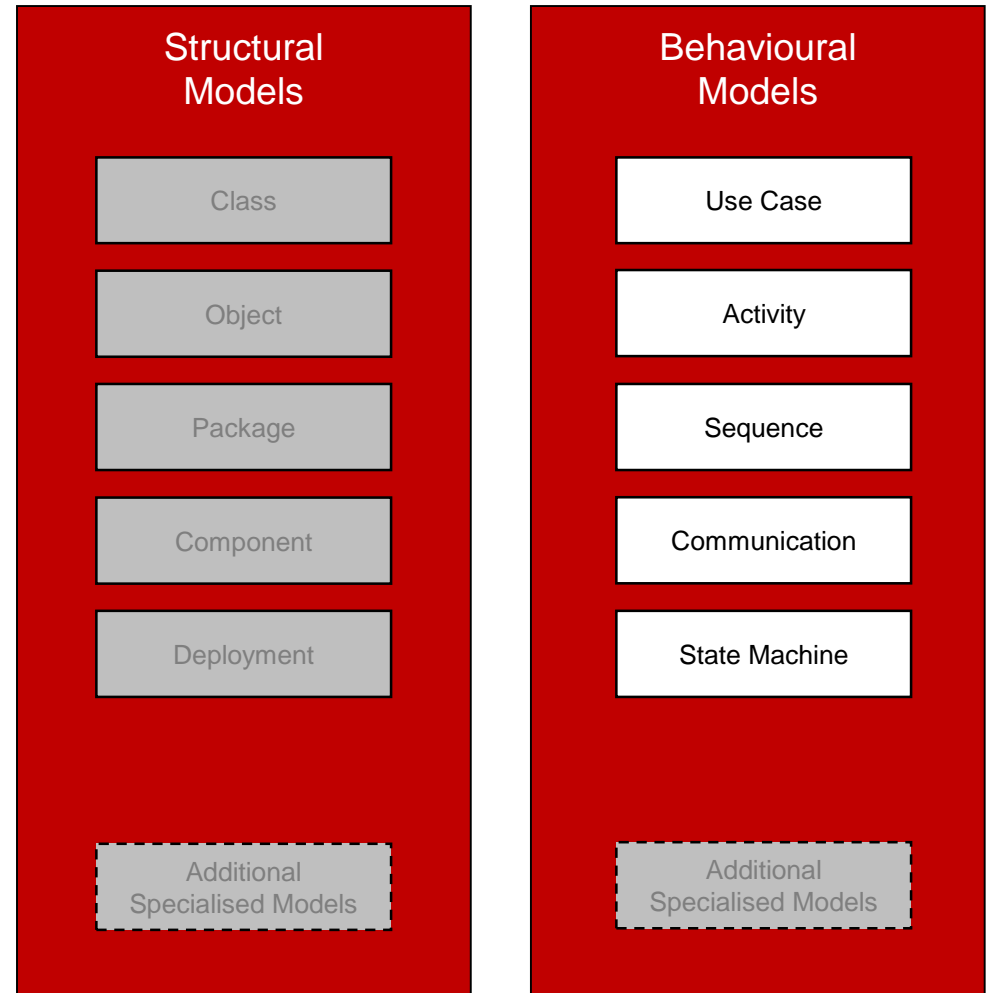 Structural
Models
Class
Object
Package
Component
Deployment
Additional
Specialised Models
Behavioural
Models
Use Case
Activity
Sequence
Communication
State Machine
Additional
Specialised Models